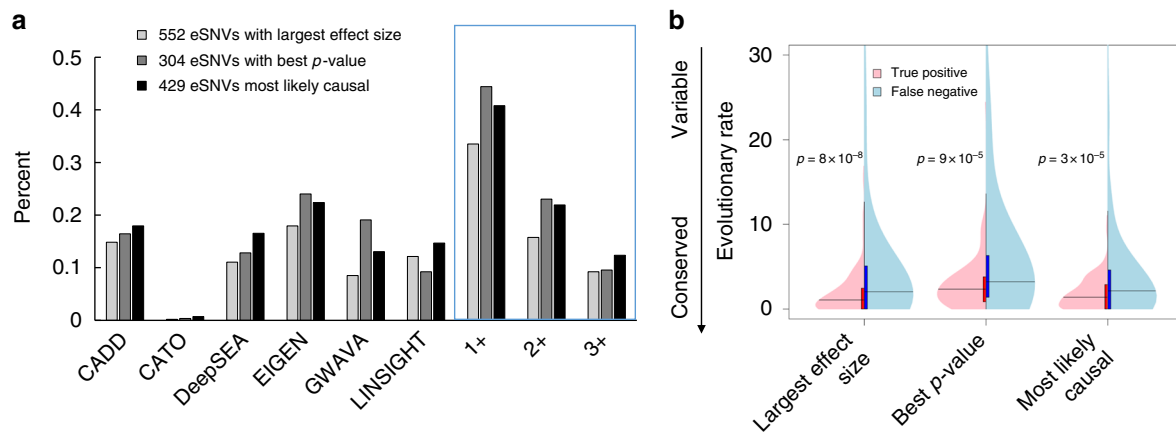 a
552 eSNVs with largest effect size
304 eSNVs with best p-value
429 eSNVs most likely causal
Percent
0.5
0.4
0.3
0.2
0.1
0
CADD
CATO
DeepSEA
EIGEN
GWAVA
LINSIGHT
1+
2+
3+
b
Variable
Conserved
Evolutionary rate
30
20
10
0
True positive
False negative
p = 8 × 10⁻⁸
p = 9 × 10⁻⁵
p = 3 × 10⁻⁵
Largest effect
size
Best p-value
Most likely
causal